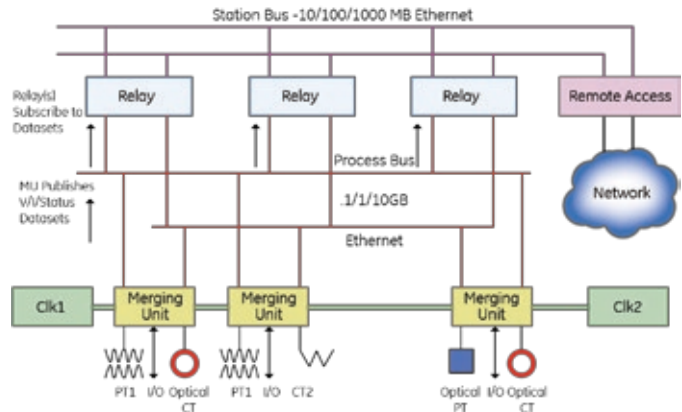 Station Bus -10/100/1000 MB Ethernet
Relay
Relay
Relay
Remote Access
Relay(s)
Subscribe to
Datasets
Process Bus
MU Publishes
V/I/Status
Datasets
.1/1/10GB
Network
Ethernet
Clk1
Merging
Unit
Merging
Unit
Merging
Unit
Clk2
PT1
I/O
Optical
CT
PT1
I/O
CT2
Optical
PT
I/O
Optical
CT